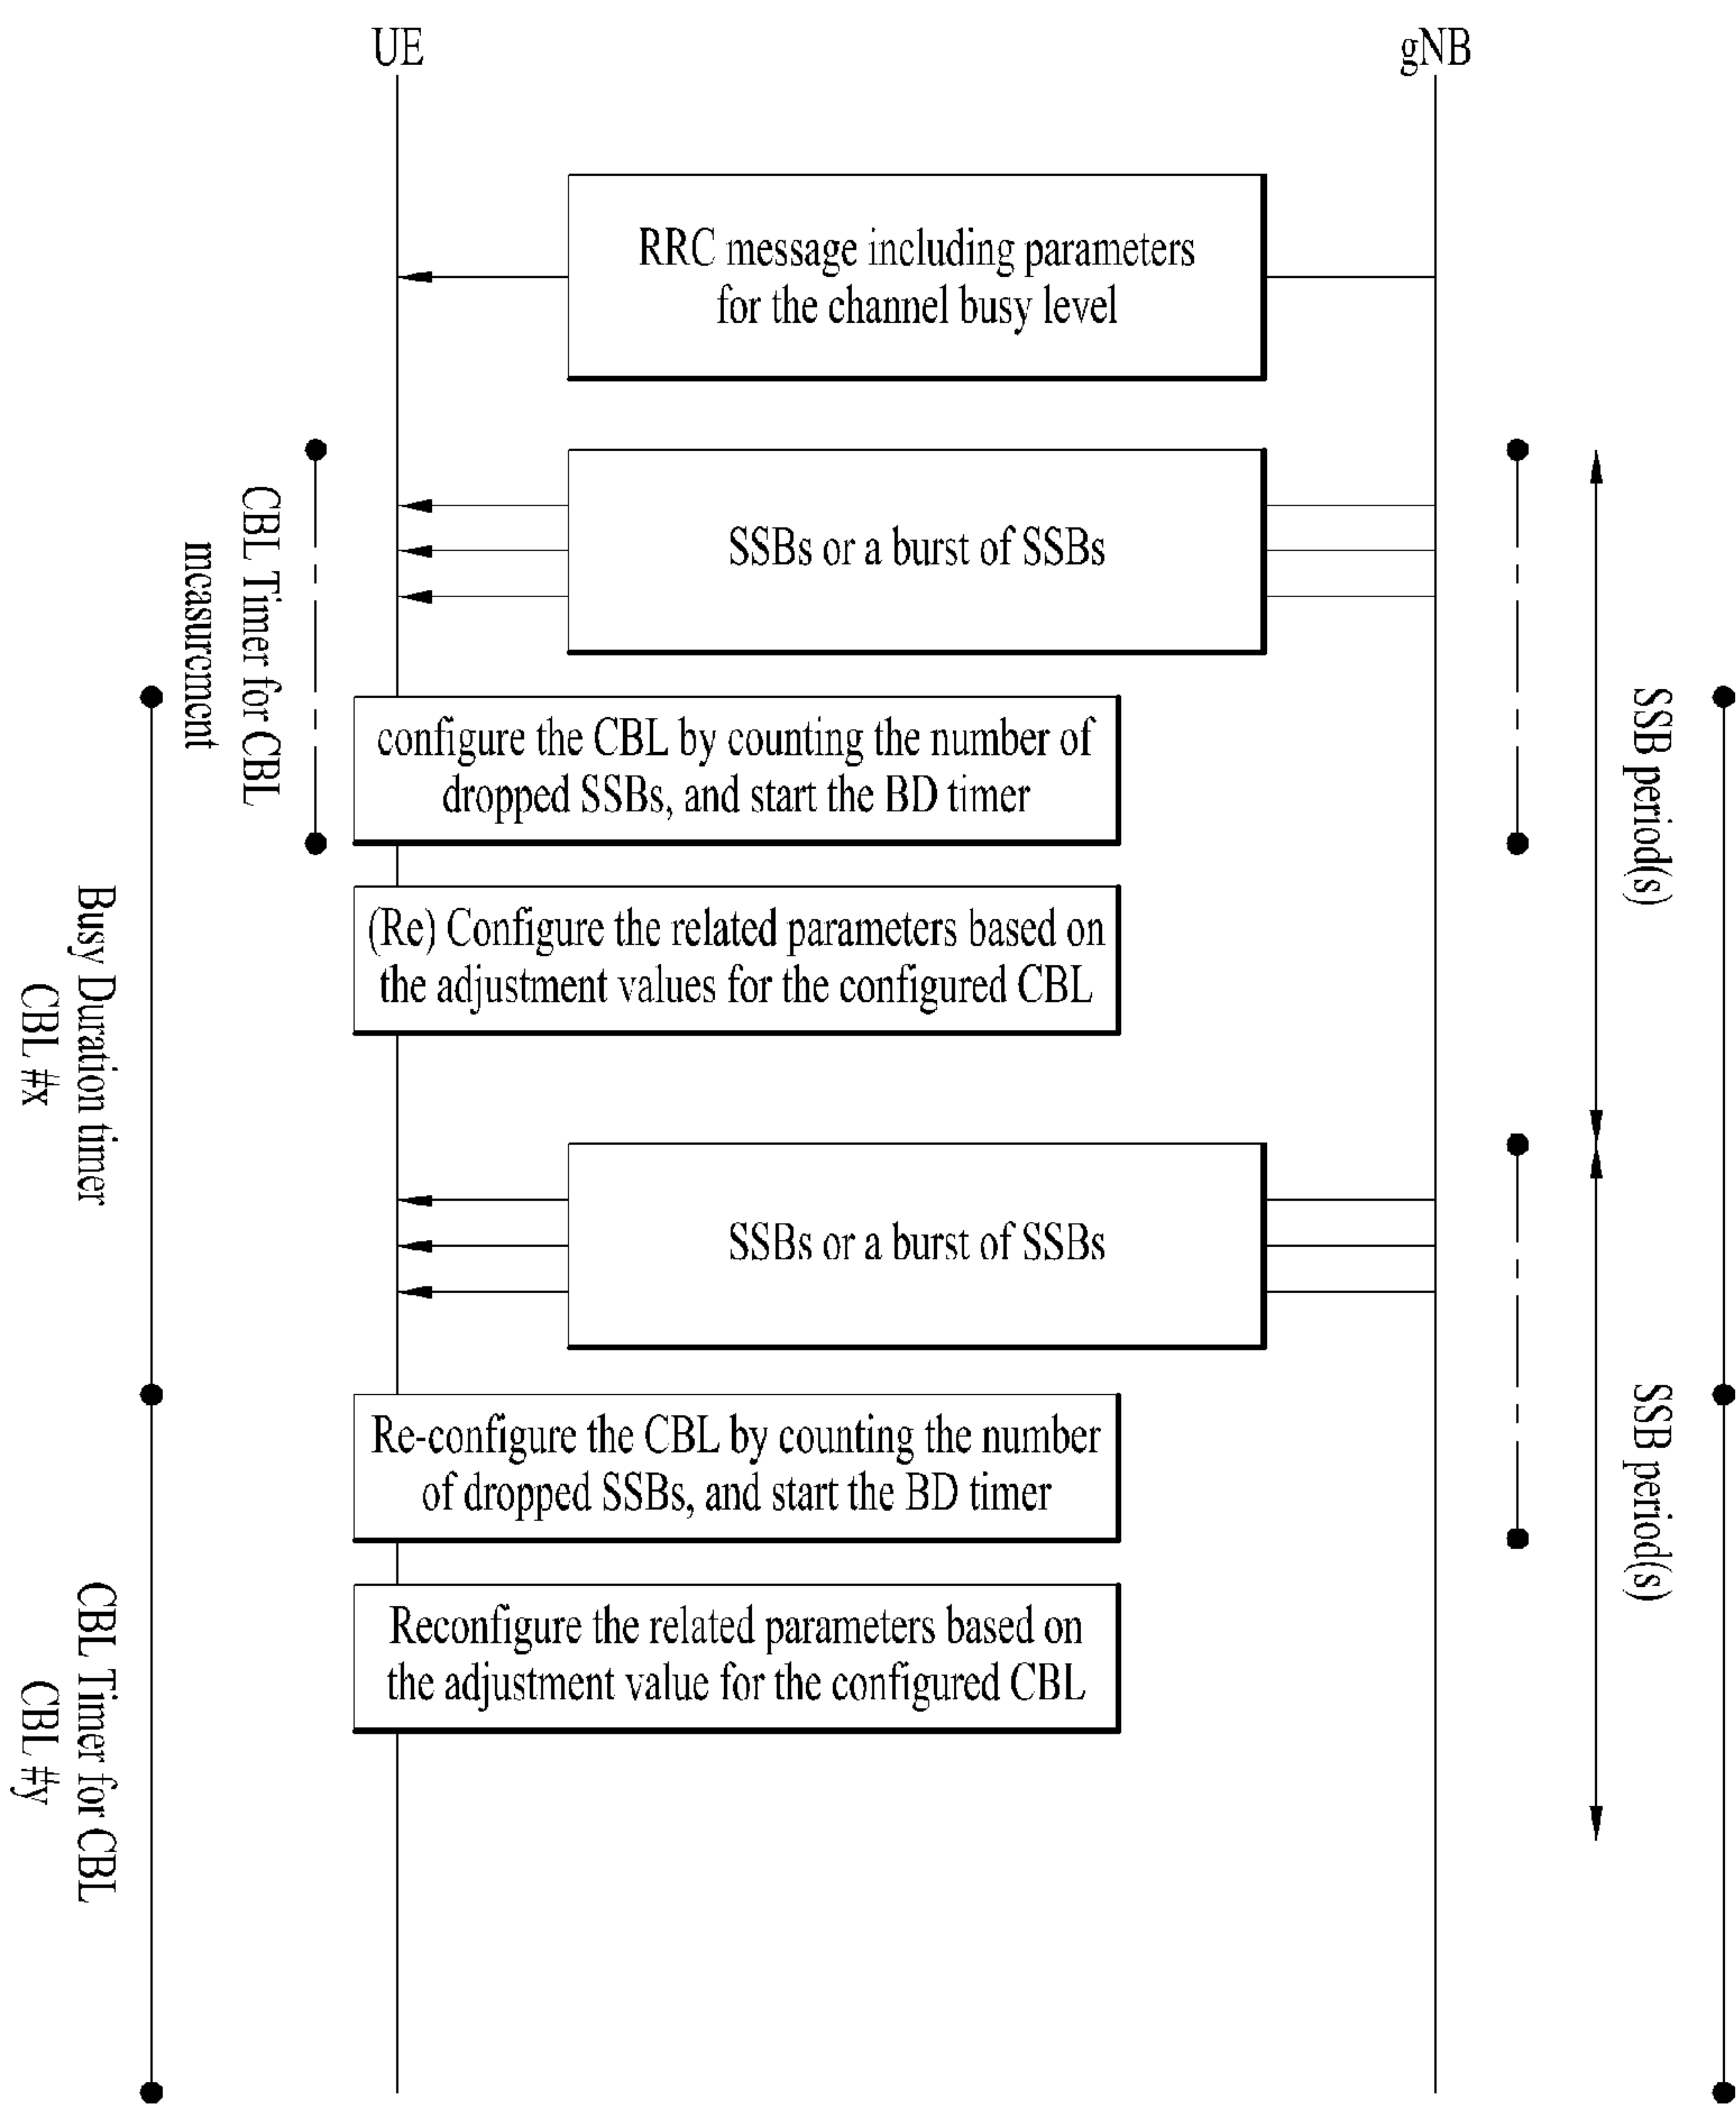 UE
gNB
RRC message including parameters
for the channel busy level
SSBs or a burst of SSBs
CBL Timer for CBL
measurement
SSB period(s)
configure the CBL by counting the number of
dropped SSBs, and start the BD timer
(Re) Configure the related parameters based on
the adjustment values for the configured CBL
Busy Duration timer
CBL #x
SSBs or a burst of SSBs
Re-configure the CBL by counting the number
of dropped SSBs, and start the BD timer
SSB period(s)
Reconfigure the related parameters based on
the adjustment value for the configured CBL
CBL Timer for CBL
CBL #y